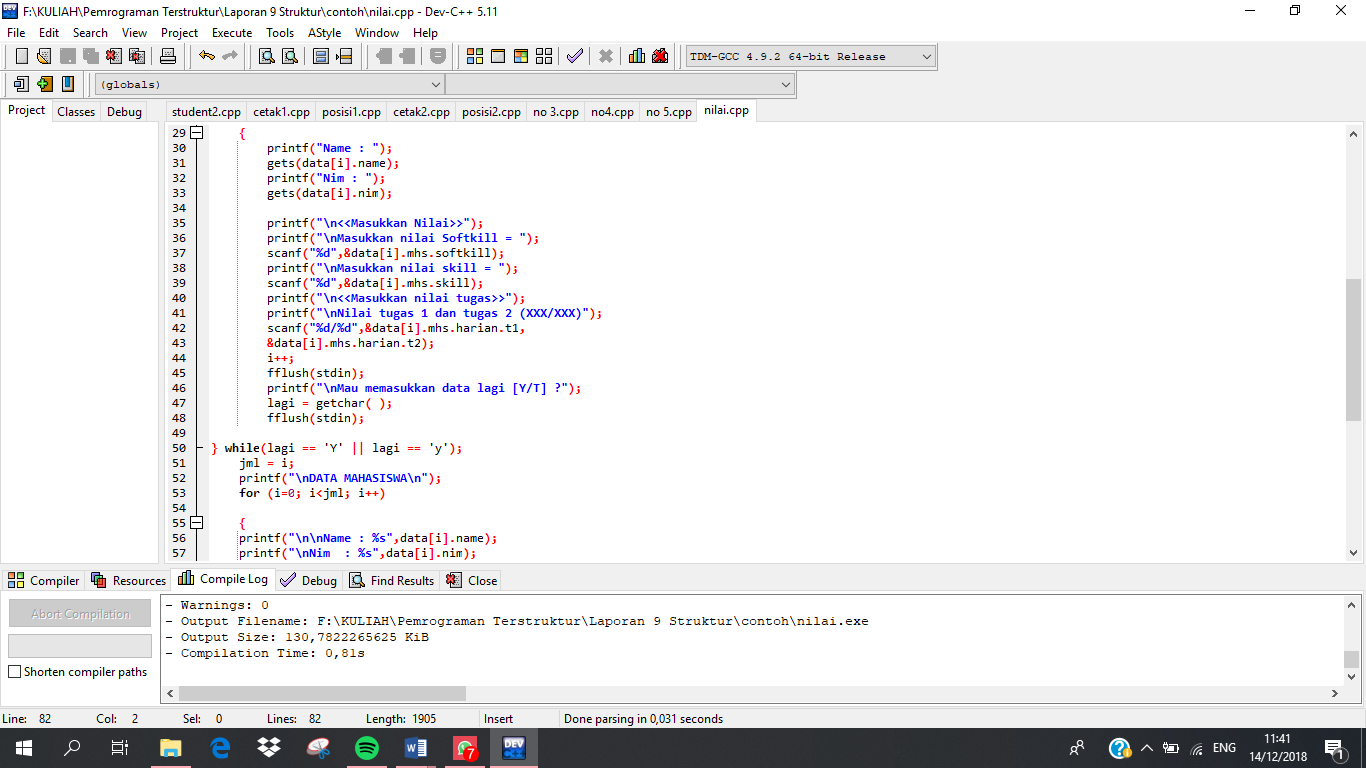 F:\KULIAH\Pemrograman Terstruktur\Laporan 9 Struktur\contoh\nilai.cpp - Dev-C++ 5.11
File Edit Search View Project Execute Tools AStyle Window Help
TDM-GCC 4.9.2 64-bit Release
(globals)
Project Classes Debug student2.cpp cetak1.cpp posisi1.cpp cetak2.cpp posisi2.cpp no 3.cpp no4.cpp no 5.cpp nilai.cpp
29 {
30 printf("Name : ");
31 gets(data[i].name);
32 printf("Nim : ");
33 gets(data[i].nim);
34
35 printf("\n<<Masukkan Nilai>>");
36 printf("\nMasukkan nilai Softkill = ");
37 scanf("%d",&data[i].mhs.softkill);
38 printf("\nMasukkan nilai skill = ");
39 scanf("%d",&data[i].mhs.skill);
40 printf("\n<<Masukkan nilai tugas>>");
41 printf("\nNilai tugas 1 dan tugas 2 (XXX/XXX)");
42 scanf("%d/%d",&data[i].mhs.harian.t1,
43 &data[i].mhs.harian.t2);
44 i++;
45 fflush(stdin);
46 printf("\nMau memasukkan data lagi [Y/T] ?");
47 lagi = getchar( );
48 fflush(stdin);
49
50 } while(lagi == 'Y' || lagi == 'y');
51 jml = i;
52 printf("\nDATA MAHASISWA\n");
53 for (i=0; i<jml; i++)
54
55 {
56 printf("\n\nName : %s",data[i].name);
57 printf("\nNim  : %s",data[i].nim);
Compiler Resources Compile Log Debug Find Results Close
Abort Compilation
Shorten compiler paths
- Warnings: 0
- Output Filename: F:\KULIAH\Pemrograman Terstruktur\Laporan 9 Struktur\contoh\nilai.exe
- Output Size: 130,7822265625 KiB
- Compilation Time: 0,81s
Line: 82 Col: 2 Sel: 0 Lines: 82 Length: 1905 Insert Done parsing in 0,031 seconds
DEV
7
ENG
11:41
14/12/2018
1